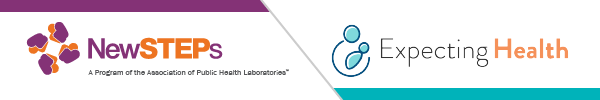 NewSTEPs
A Program of the Association of Public Health Laboratories™
Expecting Health